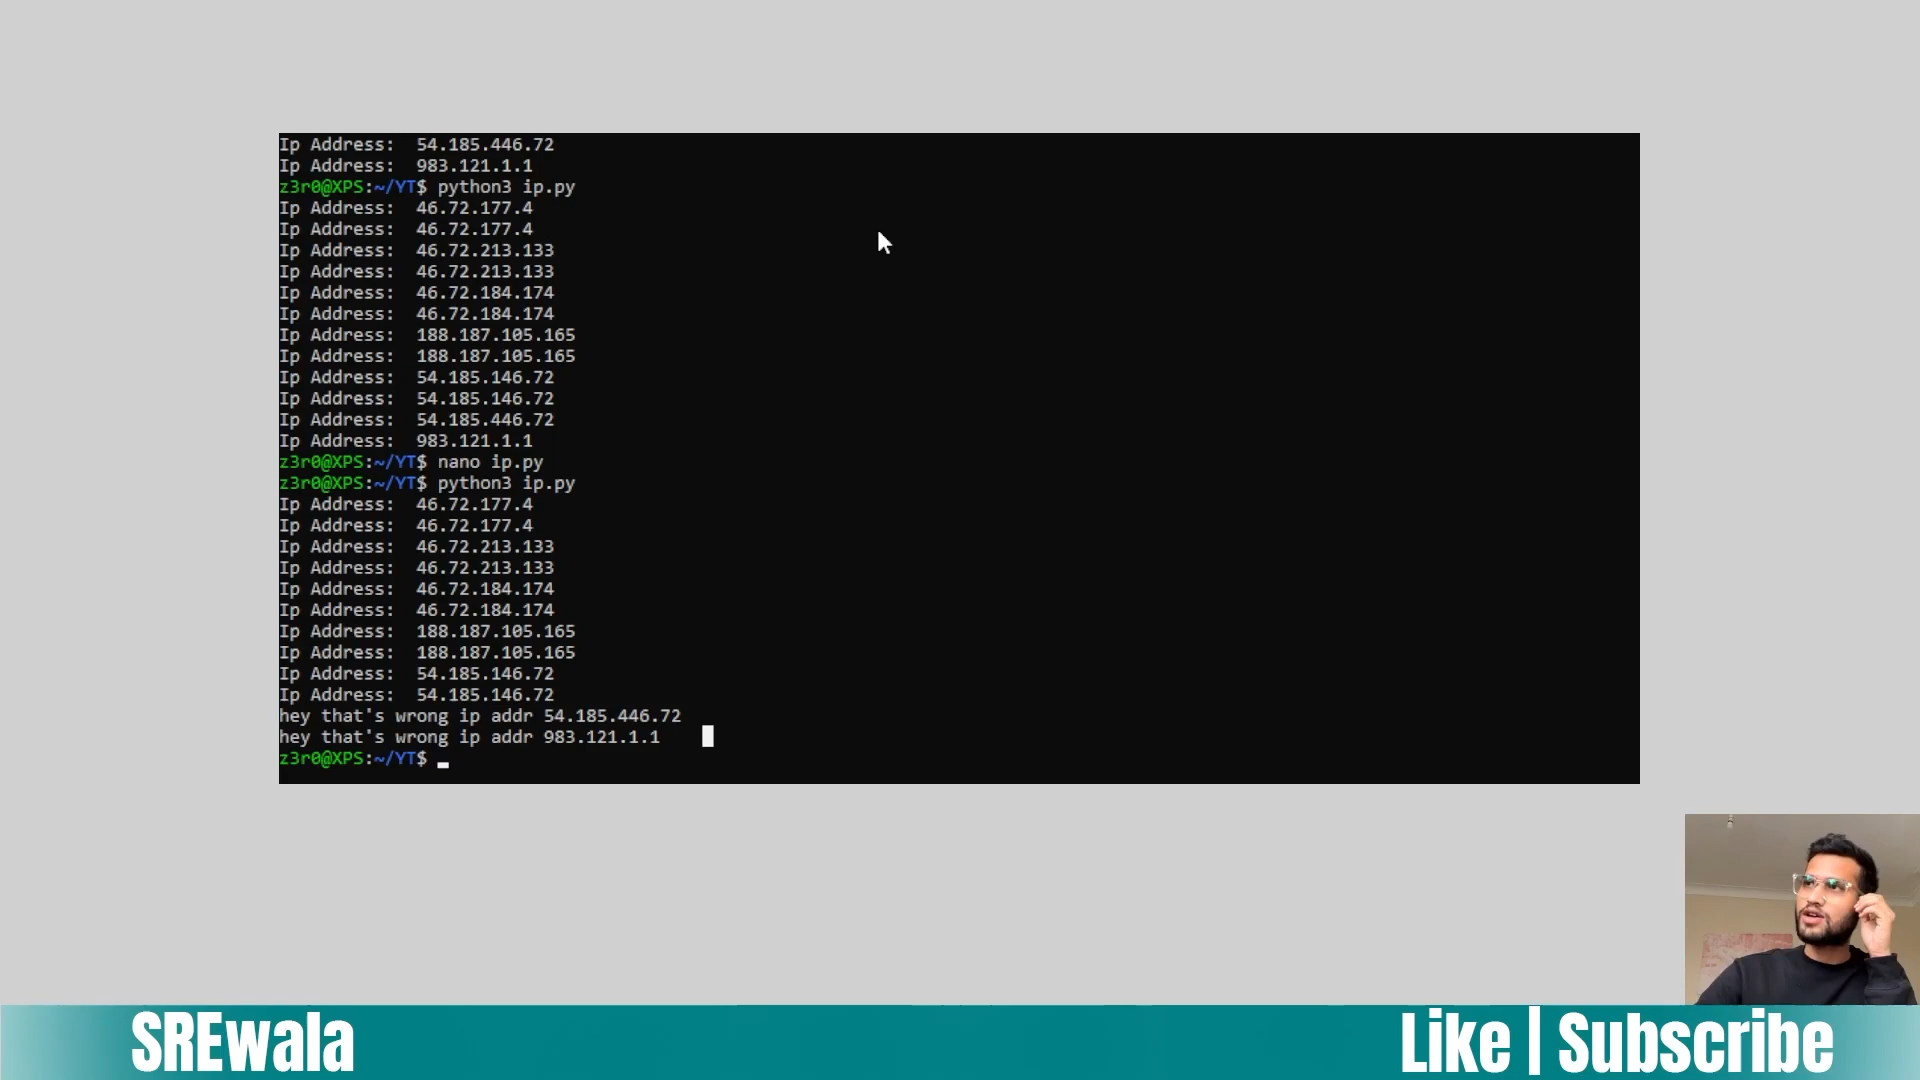 Ip Address:  54.185.446.72
Ip Address:  983.121.1.1
z3r0@XPS:~/YT$ python3 ip.py
Ip Address:  46.72.177.4
Ip Address:  46.72.177.4
Ip Address:  46.72.213.133
Ip Address:  46.72.213.133
Ip Address:  46.72.184.174
Ip Address:  46.72.184.174
Ip Address:  188.187.105.165
Ip Address:  188.187.105.165
Ip Address:  54.185.146.72
Ip Address:  54.185.146.72
Ip Address:  54.185.446.72
Ip Address:  983.121.1.1
z3r0@XPS:~/YT$ nano ip.py
z3r0@XPS:~/YT$ python3 ip.py
Ip Address:  46.72.177.4
Ip Address:  46.72.177.4
Ip Address:  46.72.213.133
Ip Address:  46.72.213.133
Ip Address:  46.72.184.174
Ip Address:  46.72.184.174
Ip Address:  188.187.105.165
Ip Address:  188.187.105.165
Ip Address:  54.185.146.72
Ip Address:  54.185.146.72
hey that's wrong ip addr 54.185.446.72
hey that's wrong ip addr 983.121.1.1
z3r0@XPS:~/YT$ _
SREwala
Like | Subscribe